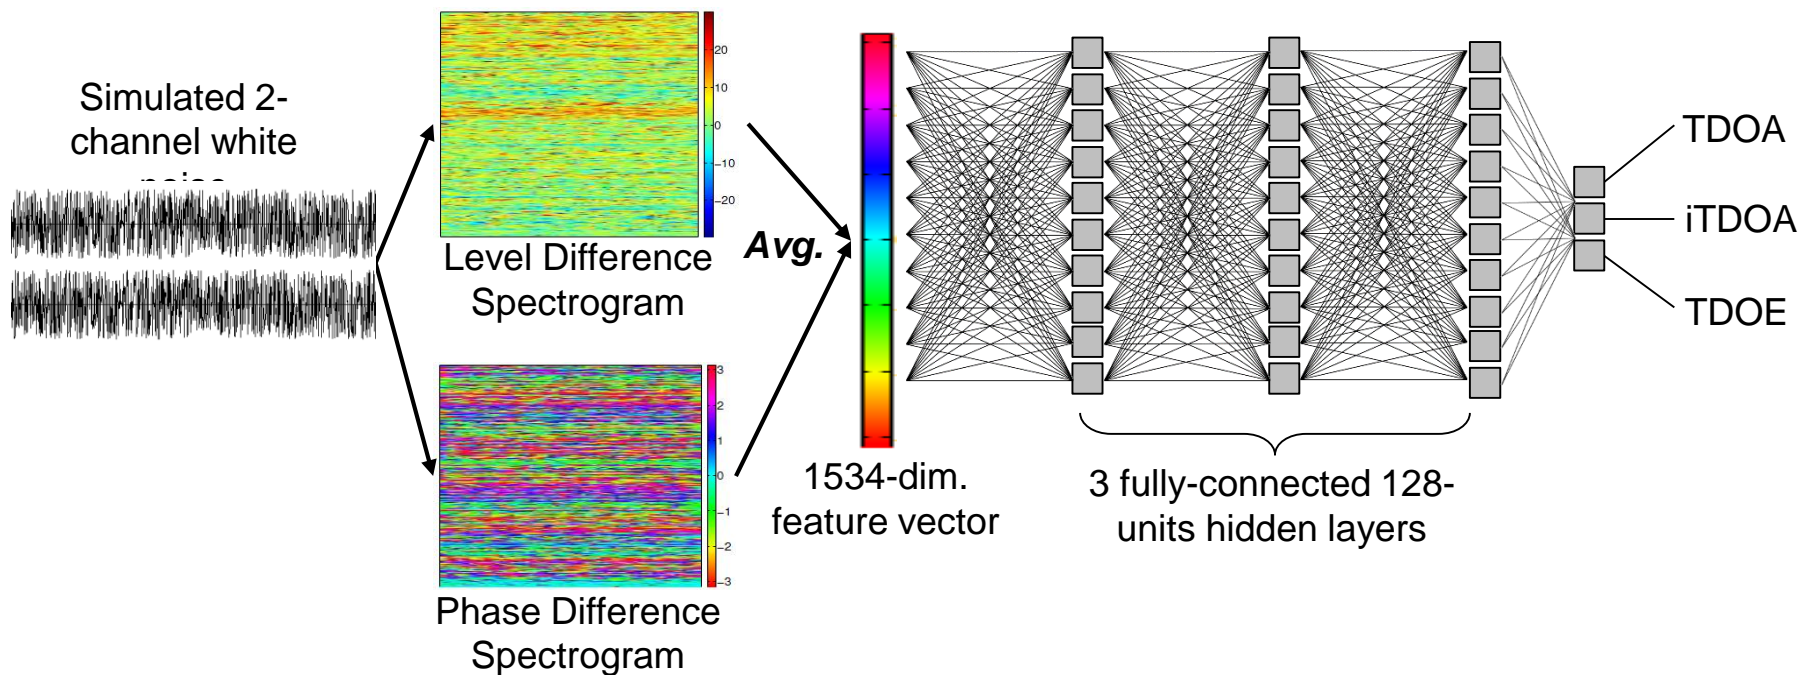 Simulated 2-
channel white
noise
20
10
0
−10
−20
Level Difference
Spectrogram
3
2
1
0
−1
−2
−3
Phase Difference
Spectrogram
Avg.
1534-dim.
feature vector
3 fully-connected 128-
units hidden layers
TDOA
iTDOA
TDOE